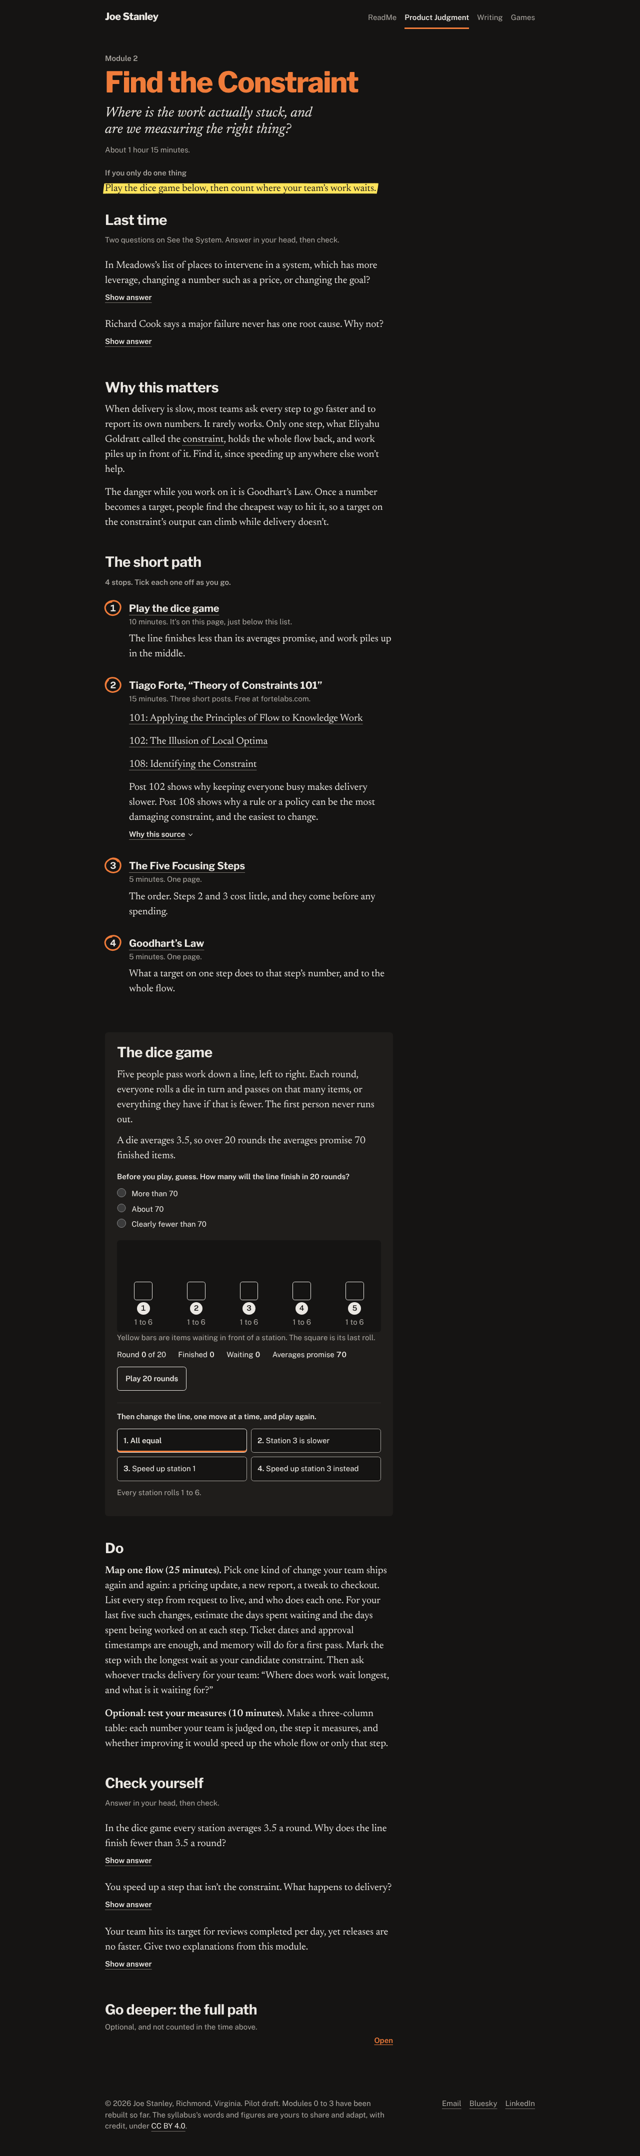 Joe Stanley
ReadMe Product Judgment Writing Games
Module 2
Find the Constraint
Where is the work actually stuck, and
are we measuring the right thing?
About 1 hour 15 minutes.
If you only do one thing
Play the dice game below, then count where your team’s work waits.
Last time
Two questions on See the System. Answer in your head, then check.
In Meadows’s list of places to intervene in a system, which has more
leverage, changing a number such as a price, or changing the goal?
Show answer
Richard Cook says a major failure never has one root cause. Why not?
Show answer
Why this matters
When delivery is slow, most teams ask every step to go faster and to
report its own numbers. It rarely works. Only one step, what Eliyahu
Goldratt called the constraint, holds the whole flow back, and work
piles up in front of it. Find it, since speeding up anywhere else won’t
help.
The danger while you work on it is Goodhart’s Law. Once a number
becomes a target, people find the cheapest way to hit it, so a target on
the constraint’s output can climb while delivery doesn’t.
The short path
4 stops. Tick each one off as you go.
1 Play the dice game
10 minutes. It’s on this page, just below this list.
The line finishes less than its averages promise, and work piles up
in the middle.
2 Tiago Forte, “Theory of Constraints 101”
15 minutes. Three short posts. Free at fortelabs.com.
101: Applying the Principles of Flow to Knowledge Work
102: The Illusion of Local Optima
108: Identifying the Constraint
Post 102 shows why keeping everyone busy makes delivery
slower. Post 108 shows why a rule or a policy can be the most
damaging constraint, and the easiest to change.
Why this source
3 The Five Focusing Steps
5 minutes. One page.
The order. Steps 2 and 3 cost little, and they come before any
spending.
4 Goodhart’s Law
5 minutes. One page.
What a target on one step does to that step’s number, and to the
whole flow.
The dice game
Five people pass work down a line, left to right. Each round,
everyone rolls a die in turn and passes on that many items, or
everything they have if that is fewer. The first person never runs
out.
A die averages 3.5, so over 20 rounds the averages promise 70
finished items.
Before you play, guess. How many will the line finish in 20 rounds?
More than 70
About 70
Clearly fewer than 70
1 2 3 4 5
1 to 6 1 to 6 1 to 6 1 to 6 1 to 6
Yellow bars are items waiting in front of a station. The square is its last roll.
Round 0 of 20 Finished 0 Waiting 0 Averages promise 70
Play 20 rounds
Then change the line, one move at a time, and play again.
1. All equal 2. Station 3 is slower
3. Speed up station 1 4. Speed up station 3 instead
Every station rolls 1 to 6.
Do
Map one flow (25 minutes). Pick one kind of change your team ships
again and again: a pricing update, a new report, a tweak to checkout.
List every step from request to live, and who does each one. For your
last five such changes, estimate the days spent waiting and the days
spent being worked on at each step. Ticket dates and approval
timestamps are enough, and memory will do for a first pass. Mark the
step with the longest wait as your candidate constraint. Then ask
whoever tracks delivery for your team: “Where does work wait longest,
and what is it waiting for?”
Optional: test your measures (10 minutes). Make a three-column
table: each number your team is judged on, the step it measures, and
whether improving it would speed up the whole flow or only that step.
Check yourself
Answer in your head, then check.
In the dice game every station averages 3.5 a round. Why does the line
finish fewer than 3.5 a round?
Show answer
You speed up a step that isn’t the constraint. What happens to delivery?
Show answer
Your team hits its target for reviews completed per day, yet releases are
no faster. Give two explanations from this module.
Show answer
Go deeper: the full path
Optional, and not counted in the time above.
Open
© 2026 Joe Stanley, Richmond, Virginia. Pilot draft. Modules 0 to 3 have been
rebuilt so far. The syllabus’s words and figures are yours to share and adapt, with
credit, under CC BY 4.0.
Email Bluesky LinkedIn